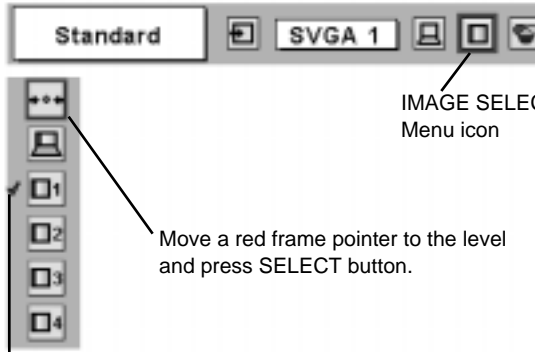 Standard
SVGA 1
IMAGE SELEC
Menu icon
1
2
3
4
Move a red frame pointer to the level
and press SELECT button.